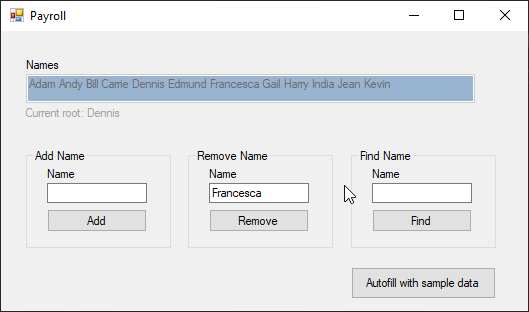 Payroll
Names
Adam Andy Bill Carrie Dennis Edmund Francesca Gail Harry India Jean Kevin
Current root: Dennis
Add Name
Remove Name
Find Name
Name
Name
Name
Francesca
Add
Remove
Find
Autofill with sample data